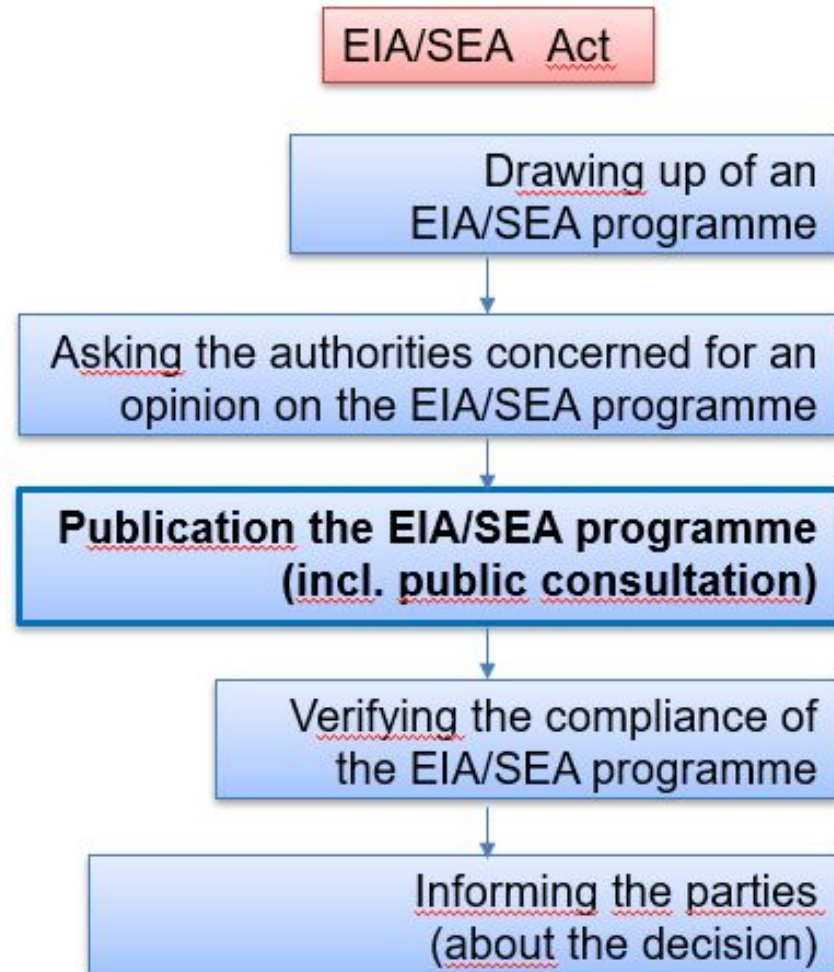 EIA/SEA Act
Drawing up of an
EIA/SEA programme
Asking the authorities concerned for an
opinion on the EIA/SEA programme
Publication the EIA/SEA programme
(incl. public consultation)
Verifying the compliance of
the EIA/SEA programme
Informing the parties
(about the decision)